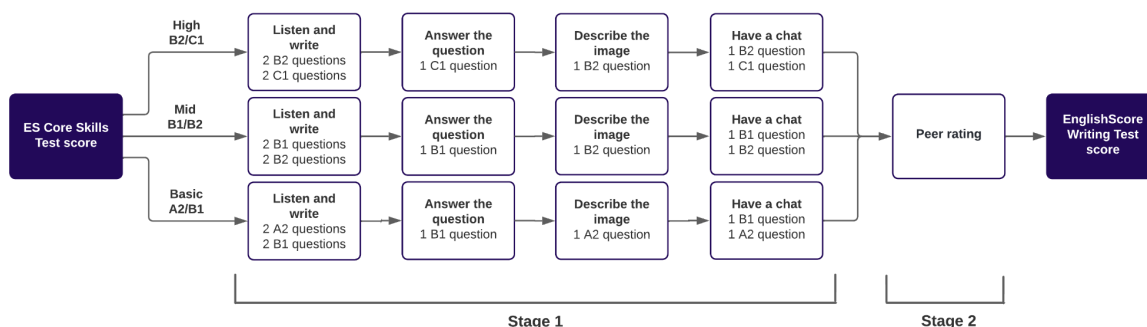 ES Core Skills
Test score
High
B2/C1
Listen and
write
2 B2 questions
2 C1 questions
Answer the
question
1 C1 question
Describe the
image
1 B2 question
Have a chat
1 B2 question
1 C1 question
Mid
B1/B2
Listen and
write
2 B1 questions
2 B2 questions
Answer the
question
1 B1 question
Describe the
image
1 B2 question
Have a chat
1 B1 question
1 B2 question
Basic
A2/B1
Listen and
write
2 A2 questions
2 B1 questions
Answer the
question
1 B1 question
Describe the
image
1 A2 question
Have a chat
1 B1 question
1 A2 question
Peer rating
EnglishScore
Writing Test
score
Stage 1
Stage 2